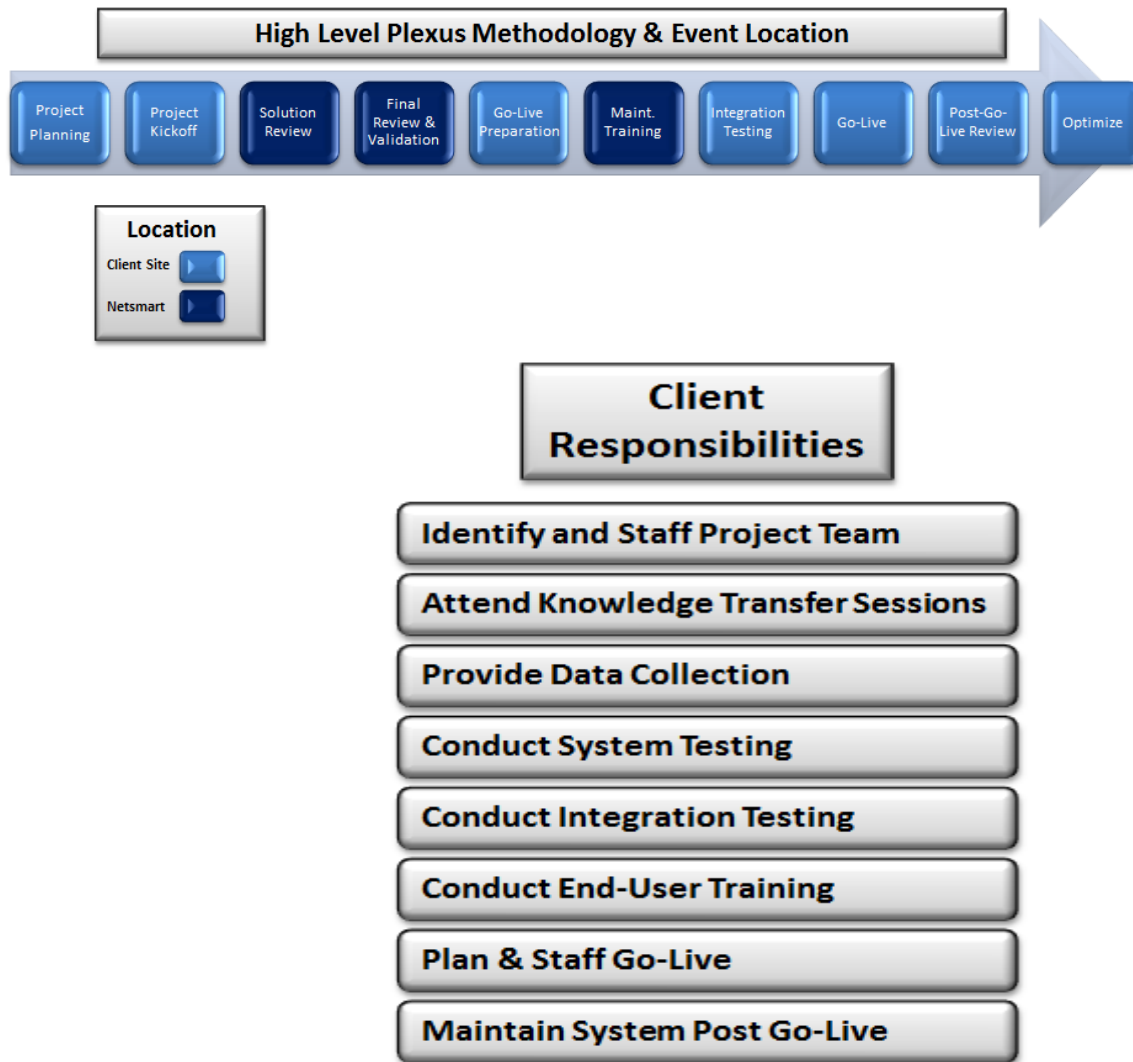 High Level Plexus Methodology & Event Location
Project
Planning
Project
Kickoff
Solution
Review
Final
Review &
Validation
Go-Live
Preparation
Maint.
Training
Integration
Testing
Go-Live
Post-Go-
Live Review
Optimize
Location
Client Site
Netsmart
Client
Responsibilities
Identify and Staff Project Team
Attend Knowledge Transfer Sessions
Provide Data Collection
Conduct System Testing
Conduct Integration Testing
Conduct End-User Training
Plan & Staff Go-Live
Maintain System Post Go-Live